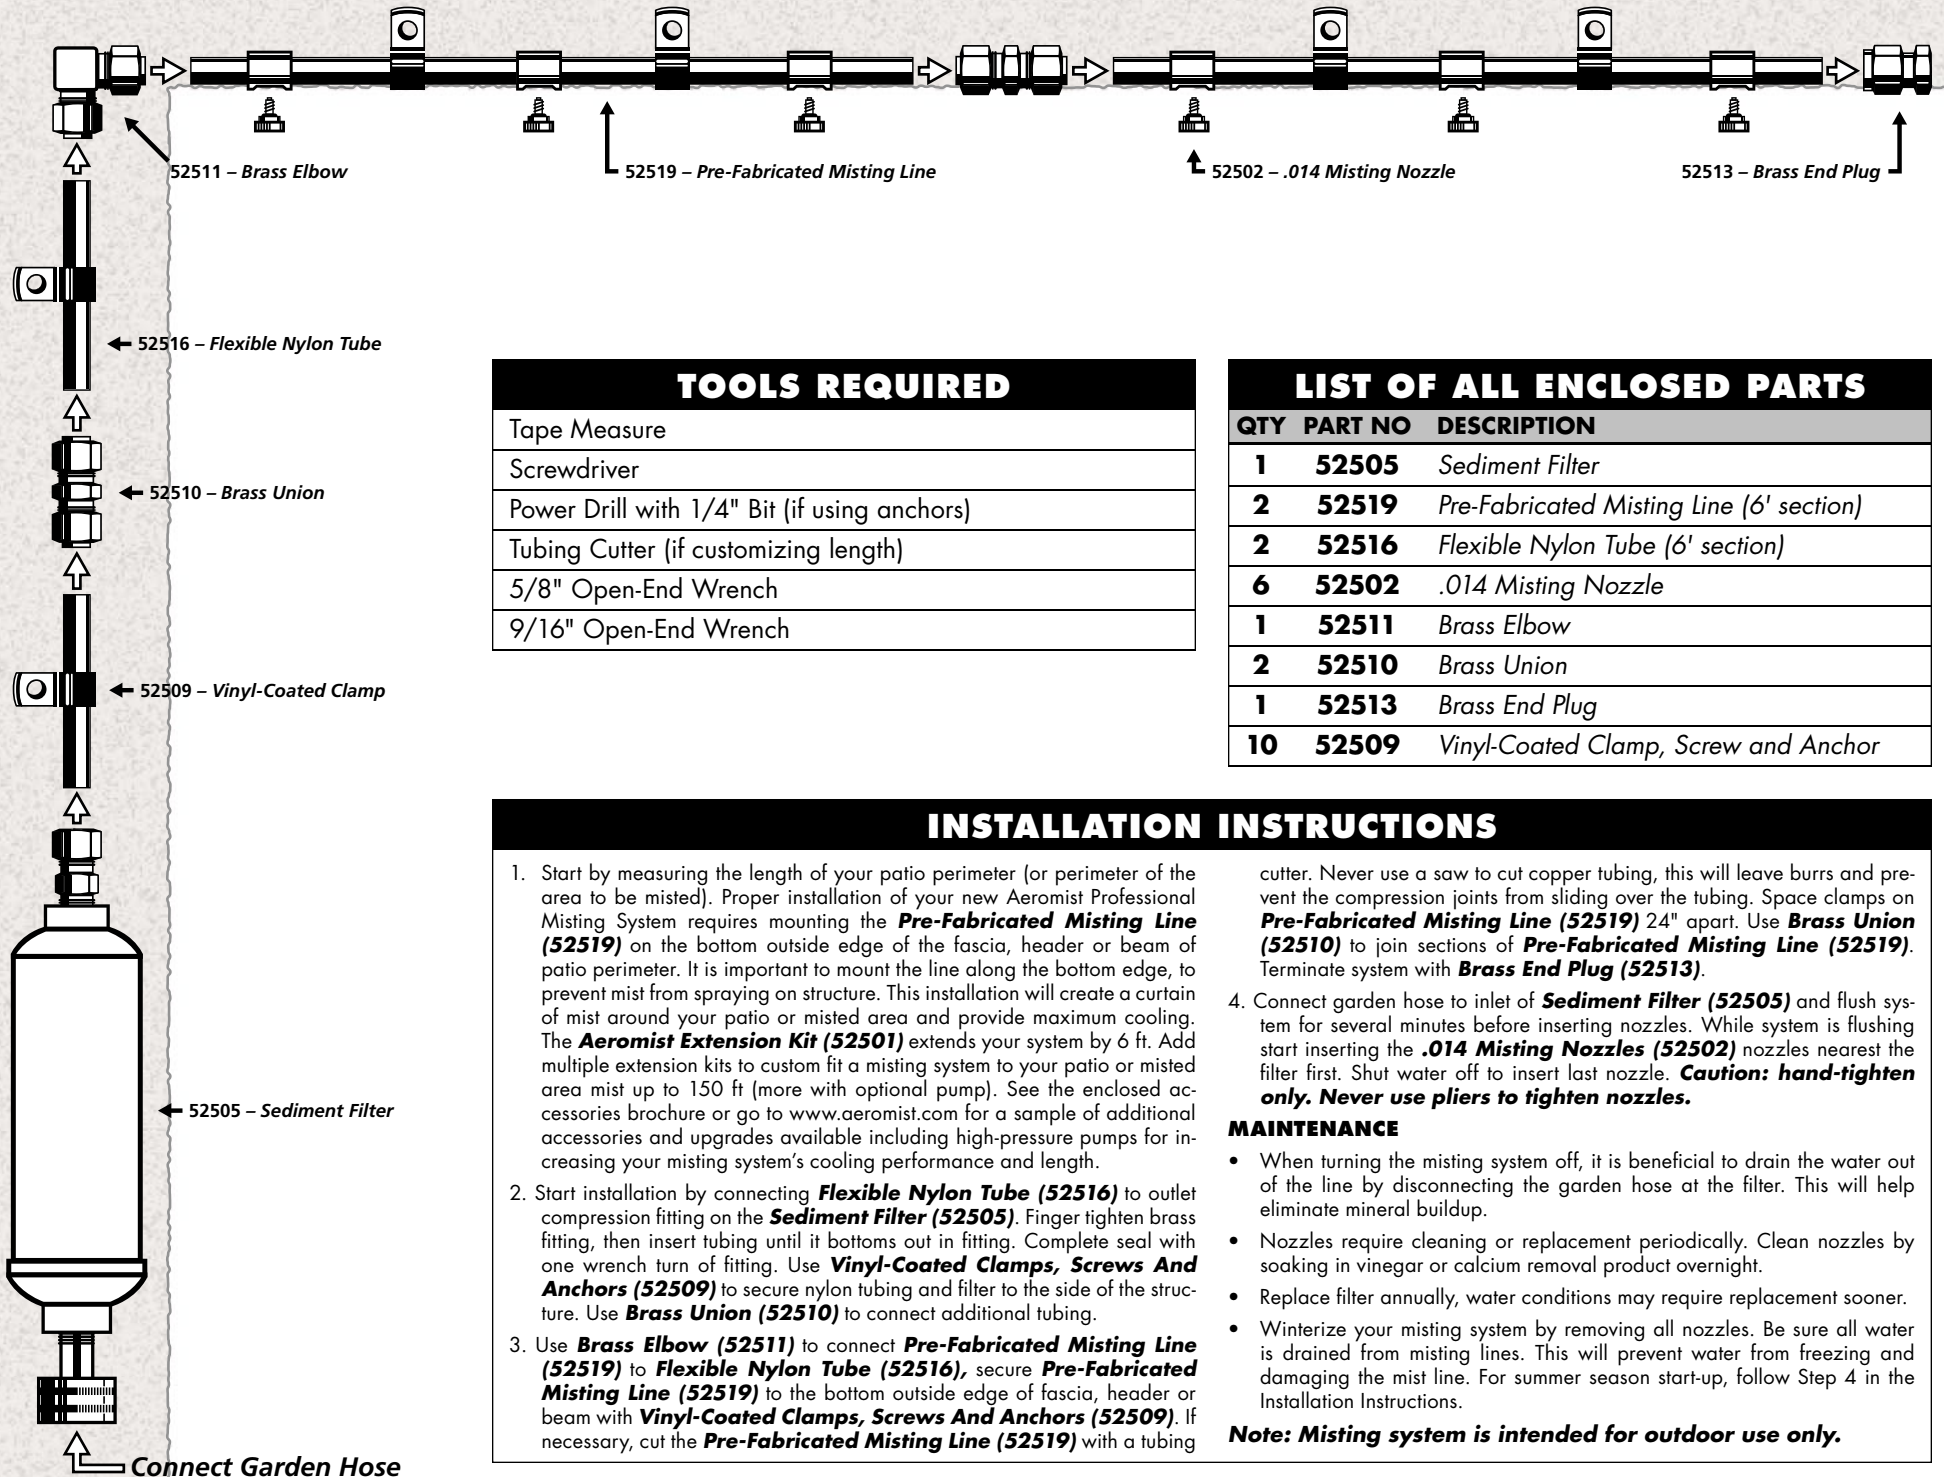 52511 – Brass Elbow
52519 – Pre-Fabricated Misting Line
52502 – .014 Misting Nozzle
52513 – Brass End Plug
52516 – Flexible Nylon Tube
52510 – Brass Union
52509 – Vinyl-Coated Clamp
52505 – Sediment Filter
Connect Garden Hose
TOOLS REQUIRED
Tape Measure
Screwdriver
Power Drill with 1/4" Bit (if using anchors)
Tubing Cutter (if customizing length)
5/8" Open-End Wrench
9/16" Open-End Wrench
LIST OF ALL ENCLOSED PARTS
QTY PART NO DESCRIPTION
1 52505 Sediment Filter
2 52519 Pre-Fabricated Misting Line (6' section)
2 52516 Flexible Nylon Tube (6' section)
6 52502 .014 Misting Nozzle
1 52511 Brass Elbow
2 52510 Brass Union
1 52513 Brass End Plug
10 52509 Vinyl-Coated Clamp, Screw and Anchor
INSTALLATION INSTRUCTIONS
1. Start by measuring the length of your patio perimeter (or perimeter of the
area to be misted). Proper installation of your new Aeromist Professional
Misting System requires mounting the Pre-Fabricated Misting Line
(52519) on the bottom outside edge of the fascia, header or beam of
patio perimeter. It is important to mount the line along the bottom edge, to
prevent mist from spraying on structure. This installation will create a curtain
of mist around your patio or misted area and provide maximum cooling.
The Aeromist Extension Kit (52501) extends your system by 6 ft. Add
multiple extension kits to custom fit a misting system to your patio or misted
area mist up to 150 ft (more with optional pump). See the enclosed ac-
cessories brochure or go to www.aeromist.com for a sample of additional
accessories and upgrades available including high-pressure pumps for in-
creasing your misting system's cooling performance and length.
2. Start installation by connecting Flexible Nylon Tube (52516) to outlet
compression fitting on the Sediment Filter (52505). Finger tighten brass
fitting, then insert tubing until it bottoms out in fitting. Complete seal with
one wrench turn of fitting. Use Vinyl-Coated Clamps, Screws And
Anchors (52509) to secure nylon tubing and filter to the side of the struc-
ture. Use Brass Union (52510) to connect additional tubing.
3. Use Brass Elbow (52511) to connect Pre-Fabricated Misting Line
(52519) to Flexible Nylon Tube (52516), secure Pre-Fabricated
Misting Line (52519) to the bottom outside edge of fascia, header or
beam with Vinyl-Coated Clamps, Screws And Anchors (52509). If
necessary, cut the Pre-Fabricated Misting Line (52519) with a tubing
cutter. Never use a saw to cut copper tubing, this will leave burrs and pre-
vent the compression joints from sliding over the tubing. Space clamps on
Pre-Fabricated Misting Line (52519) 24" apart. Use Brass Union
(52510) to join sections of Pre-Fabricated Misting Line (52519).
Terminate system with Brass End Plug (52513).
4. Connect garden hose to inlet of Sediment Filter (52505) and flush sys-
tem for several minutes before inserting nozzles. While system is flushing
start inserting the .014 Misting Nozzles (52502) nozzles nearest the
filter first. Shut water off to insert last nozzle. Caution: hand-tighten
only. Never use pliers to tighten nozzles.
MAINTENANCE
• When turning the misting system off, it is beneficial to drain the water out
of the line by disconnecting the garden hose at the filter. This will help
eliminate mineral buildup.
• Nozzles require cleaning or replacement periodically. Clean nozzles by
soaking in vinegar or calcium removal product overnight.
• Replace filter annually, water conditions may require replacement sooner.
• Winterize your misting system by removing all nozzles. Be sure all water
is drained from misting lines. This will prevent water from freezing and
damaging the mist line. For summer season start-up, follow Step 4 in the
Installation Instructions.
Note: Misting system is intended for outdoor use only.